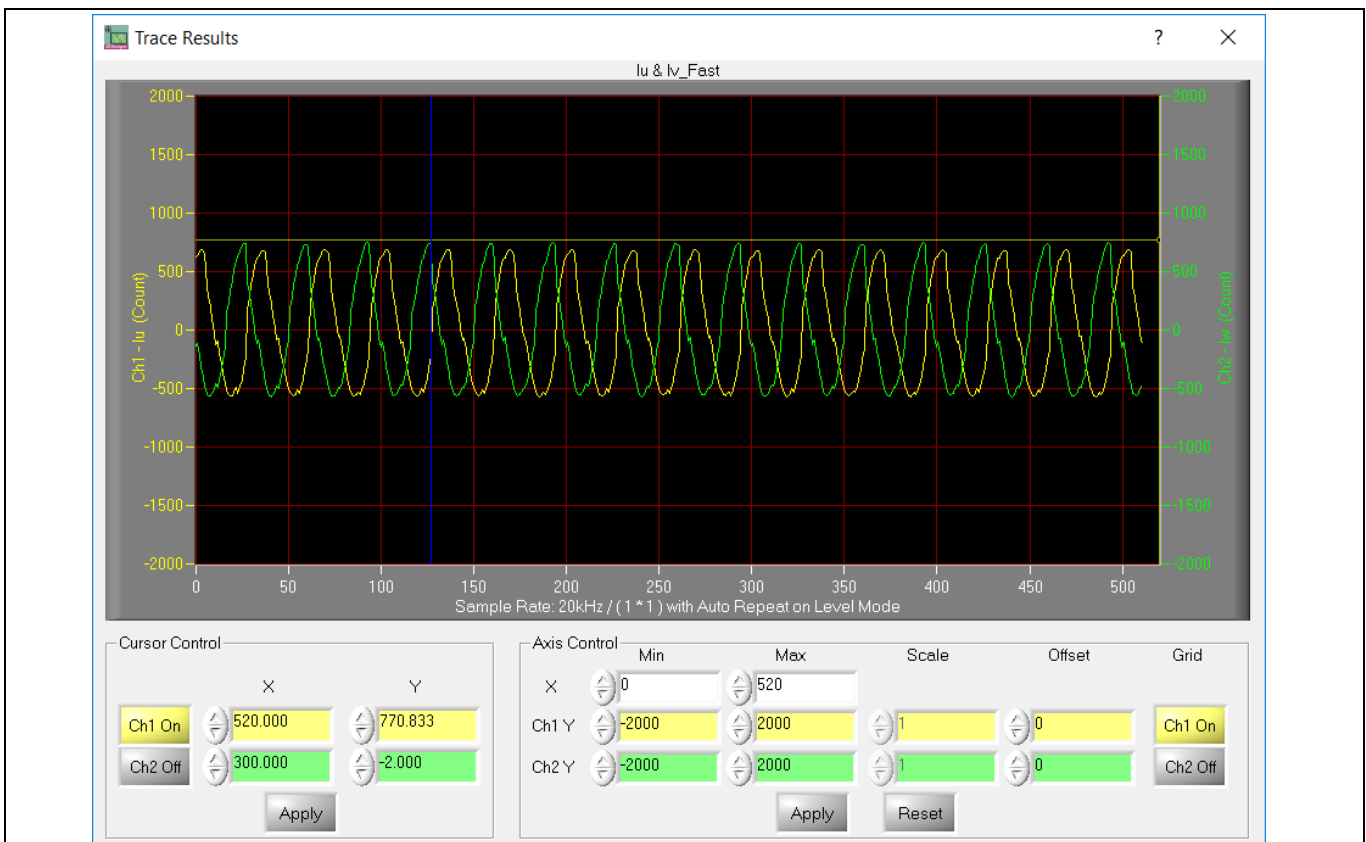 Trace Results ? ×
Iu & Iv_Fast
2000 2000
1500 1500
1000 1000
500 500
0 0
-500 -500
-1000 -1000
-1500 -1500
-2000 -2000
Ch1 - Iu (Count)
Ch2 - Iv (Count)
0 50 100 150 200 250 300 350 400 450 500
Sample Rate: 20kHz / ( 1 * 1 ) with Auto Repeat on Level Mode
Cursor Control
X Y
Ch1 On 520.000 770.833
Ch2 Off 300.000 -2.000
Apply
Axis Control
Min Max Scale Offset Grid
X 0 520
Ch1 Y -2000 2000 1 0 Ch1 On
Ch2 Y -2000 2000 1 0 Ch2 Off
Apply Reset